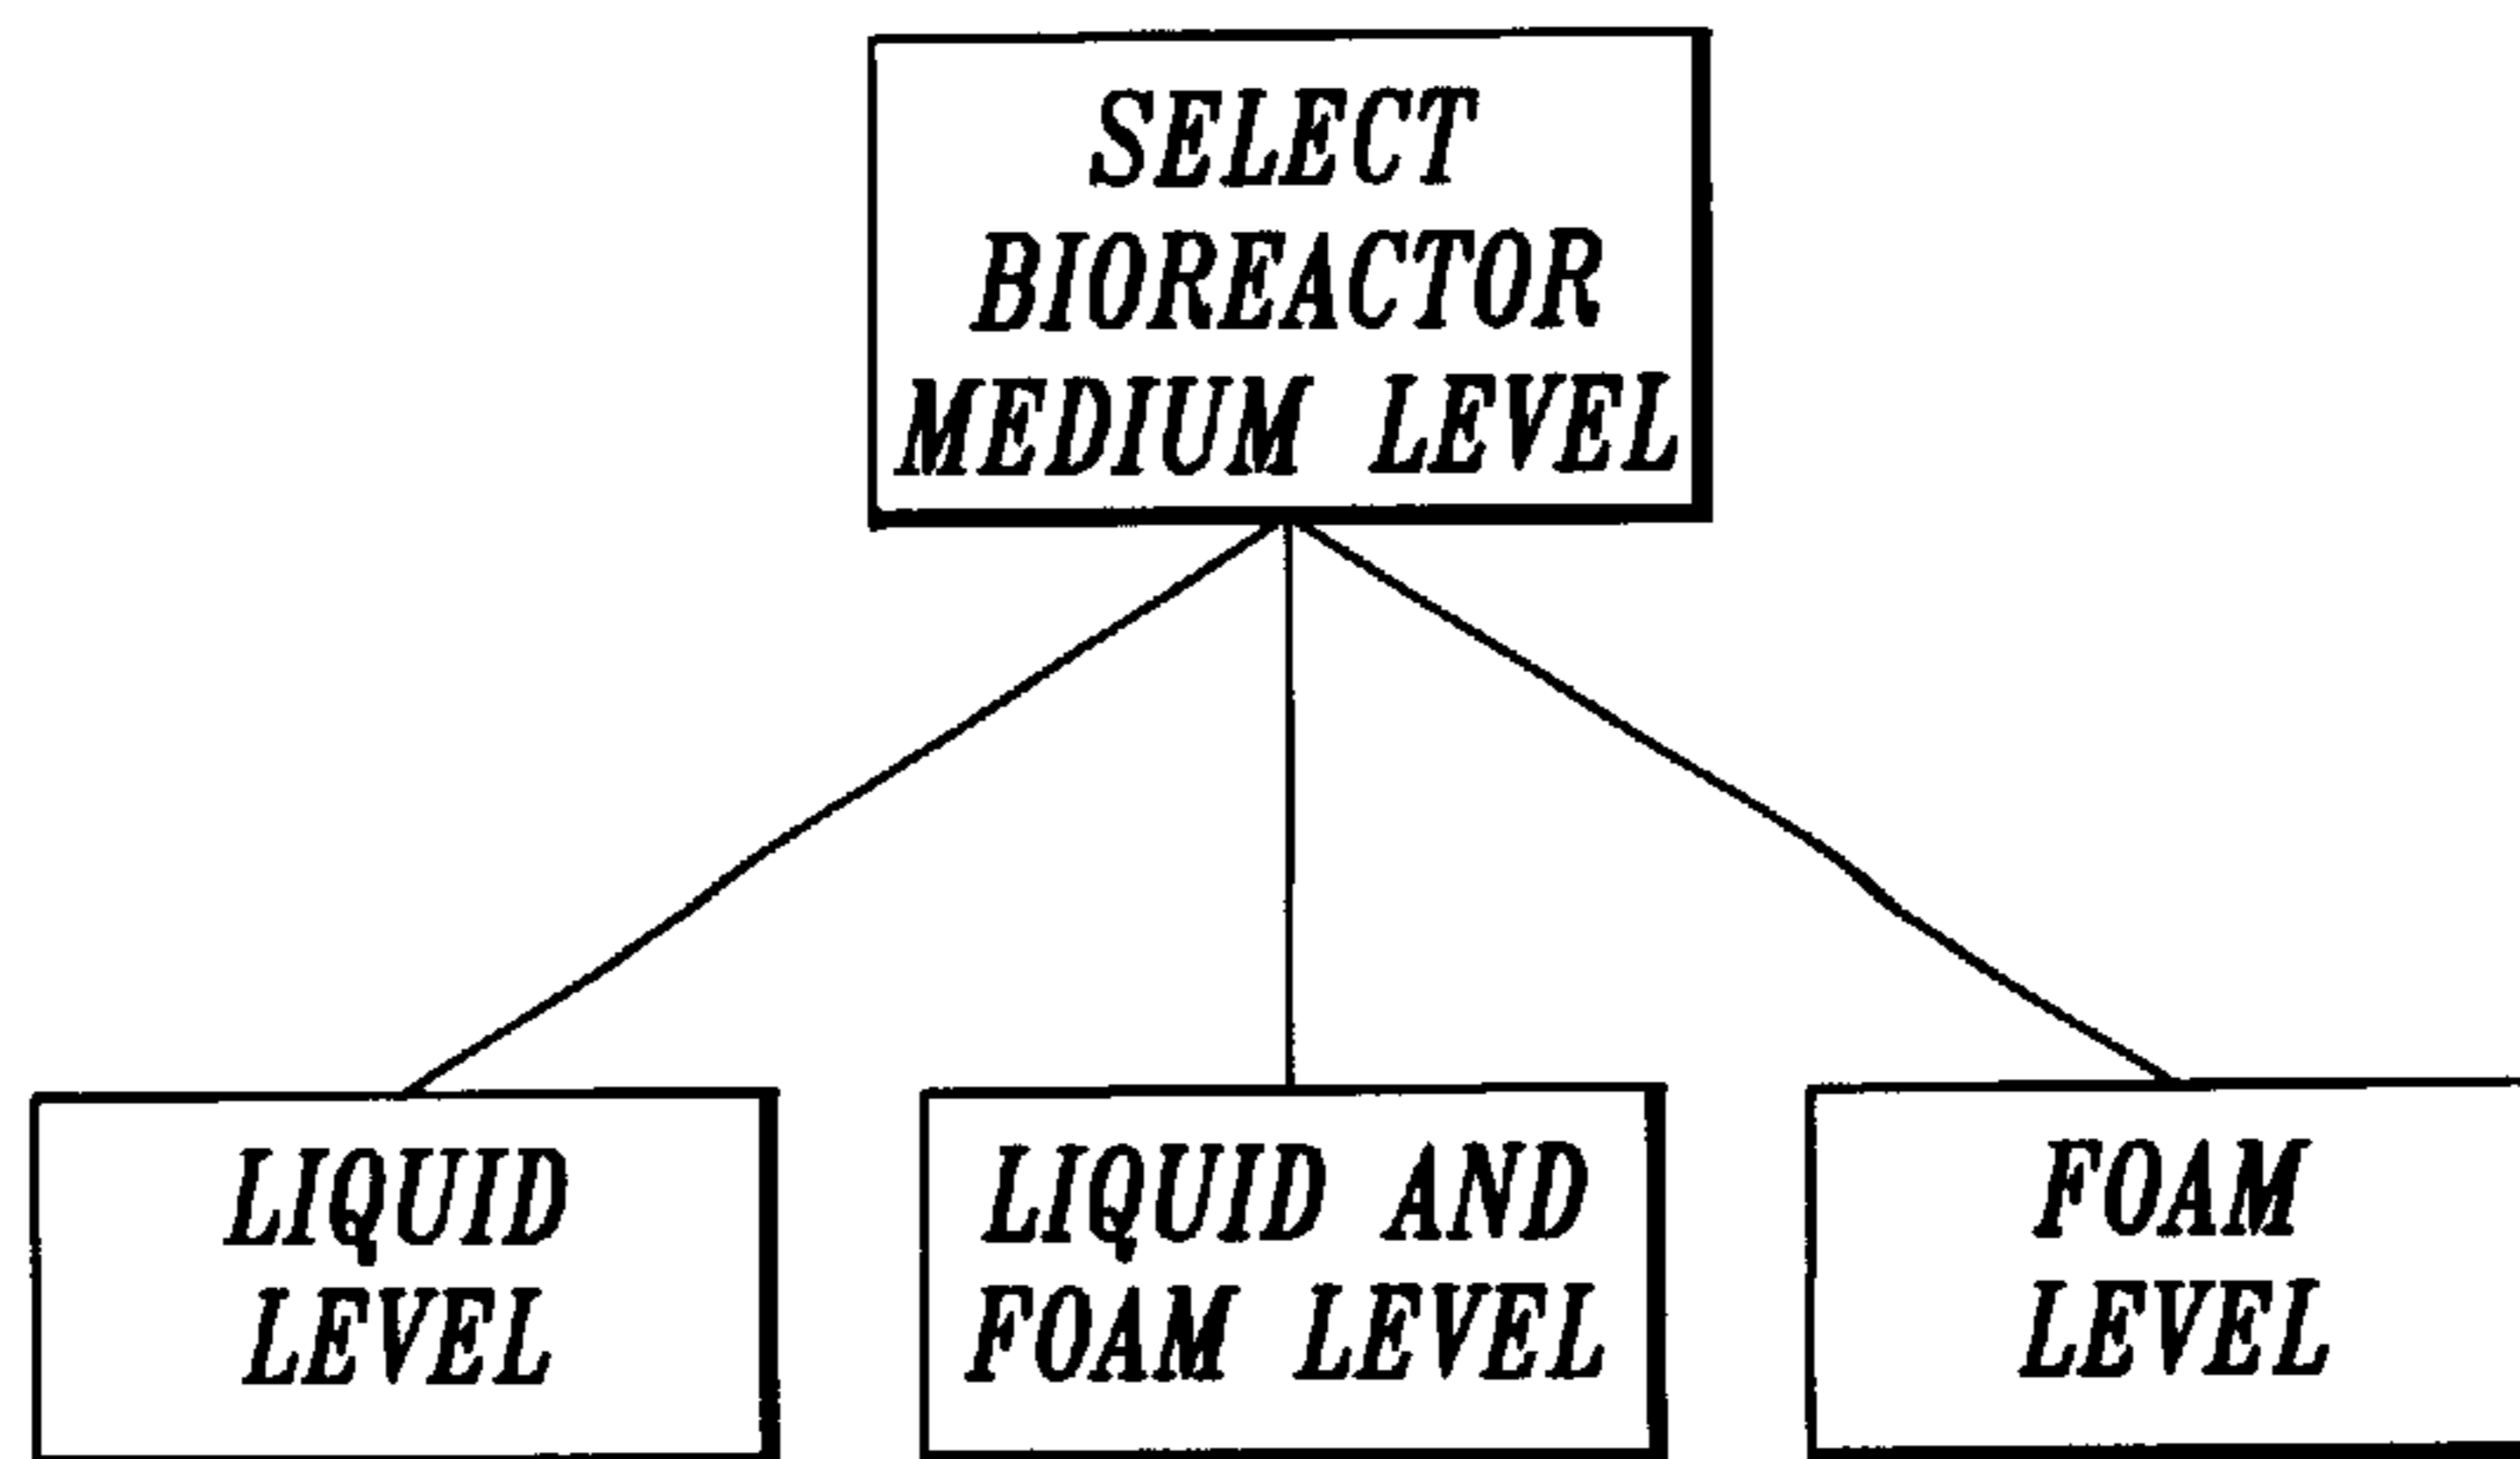 SELECT
BIOREACTOR
MEDIUM LEVEL
LIQUID
LEVEL
LIQUID AND
FOAM LEVEL
FOAM
LEVEL